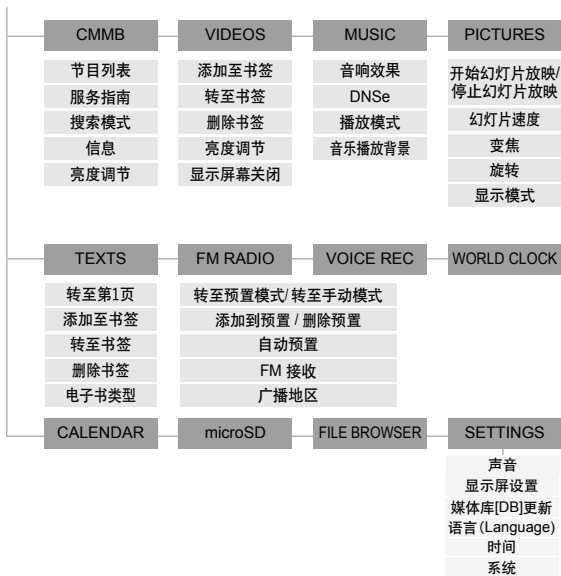 CMMB
VIDEOS
MUSIC
PICTURES
节目列表
服务指南
搜索模式
信息
亮度调节
添加至书签
转至书签
删除书签
亮度调节
显示屏幕关闭
音响效果
DNSe
播放模式
音乐播放背景
开始幻灯片放映/
停止幻灯片放映
幻灯片速度
变焦
旋转
显示模式
TEXTS
FM RADIO
VOICE REC
WORLD CLOCK
转至第1页
添加至书签
转至书签
删除书签
电子书类型
转至预置模式/ 转至手动模式
添加到预置 / 删除预置
自动预置
FM 接收
广播地区
CALENDAR
microSD
FILE BROWSER
SETTINGS
声音
显示屏设置
媒体库[DB]更新
语言(Language)
时间
系统